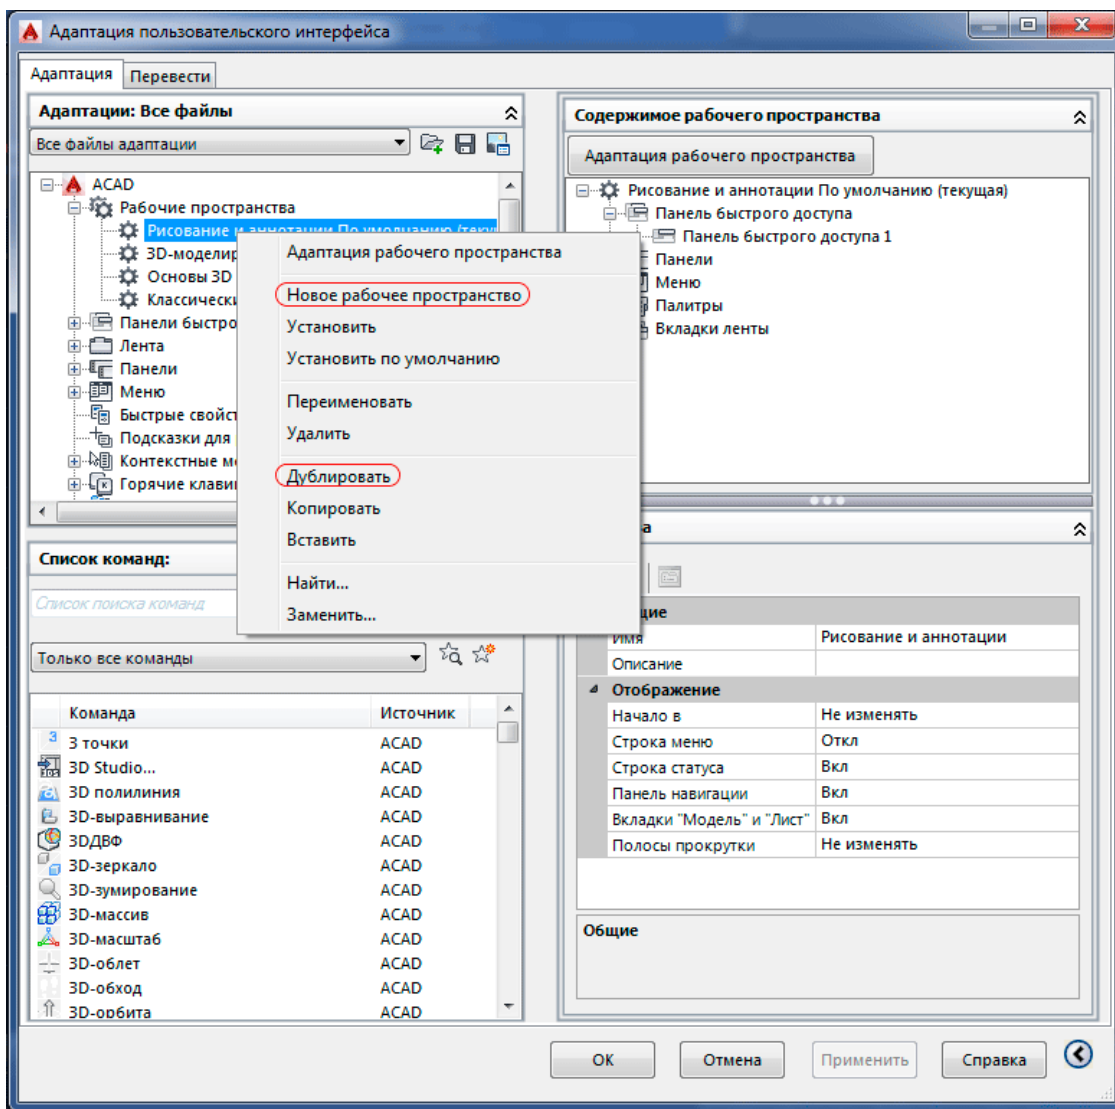 Адаптация пользовательского интерфейса
Адаптация
Перевести
Адаптации: Все файлы
Все файлы адаптации
ACAD
Рабочие пространства
Рисование и аннотации По умолчанию (теку
3D-моделир
Основы 3D
Классически
Панели быстро
Лента
Панели
Меню
Быстрые свойст
Подсказки для
Контекстные м
Горячие клави
Адаптация рабочего пространства
Новое рабочее пространство
Установить
Установить по умолчанию
Переименовать
Удалить
Дублировать
Копировать
Вставить
Найти...
Заменить...
Содержимое рабочего пространства
Адаптация рабочего пространства
Рисование и аннотации По умолчанию (текущая)
Панель быстрого доступа
Панель быстрого доступа 1
Панели
Меню
Палитры
Вкладки ленты
Список команд:
Список поиска команд
Только все команды
Команда Источник
3 точки ACAD
3D Studio... ACAD
3D полилиния ACAD
3D-выравнивание ACAD
3ДДВФ ACAD
3D-зеркало ACAD
3D-зумирование ACAD
3D-массив ACAD
3D-масштаб ACAD
3D-облет ACAD
3D-обход ACAD
3D-орбита ACAD
а
щие
Имя Рисование и аннотации
Описание
Отображение
Начало в Не изменять
Строка меню Откл
Строка статуса Вкл
Панель навигации Вкл
Вкладки "Модель" и "Лист" Вкл
Полосы прокрутки Не изменять
Общие
ОК
Отмена
Применить
Справка